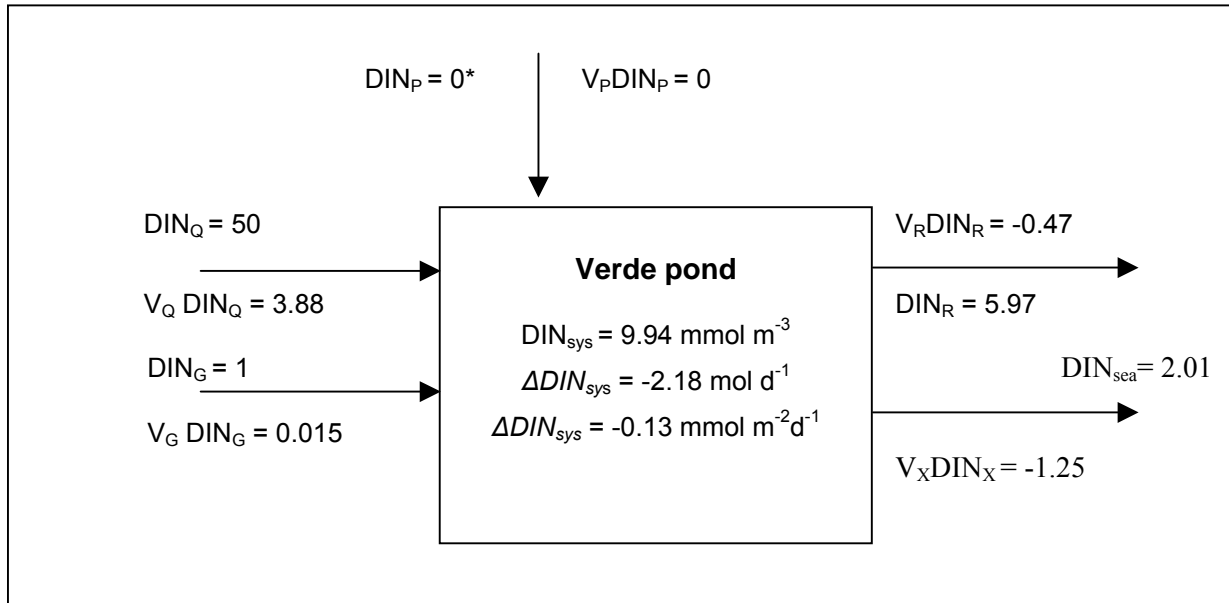 DIN_P = 0* V_PDIN_P = 0
DIN_Q = 50
V_Q DIN_Q = 3.88
DIN_G = 1
V_G DIN_G = 0.015
Verde pond
DIN_sys = 9.94 mmol m^-3
ΔDIN_sys = -2.18 mol d^-1
ΔDIN_sys = -0.13 mmol m^-2d^-1
V_RDIN_R = -0.47
DIN_R = 5.97
DIN_sea= 2.01
V_XDIN_X = -1.25